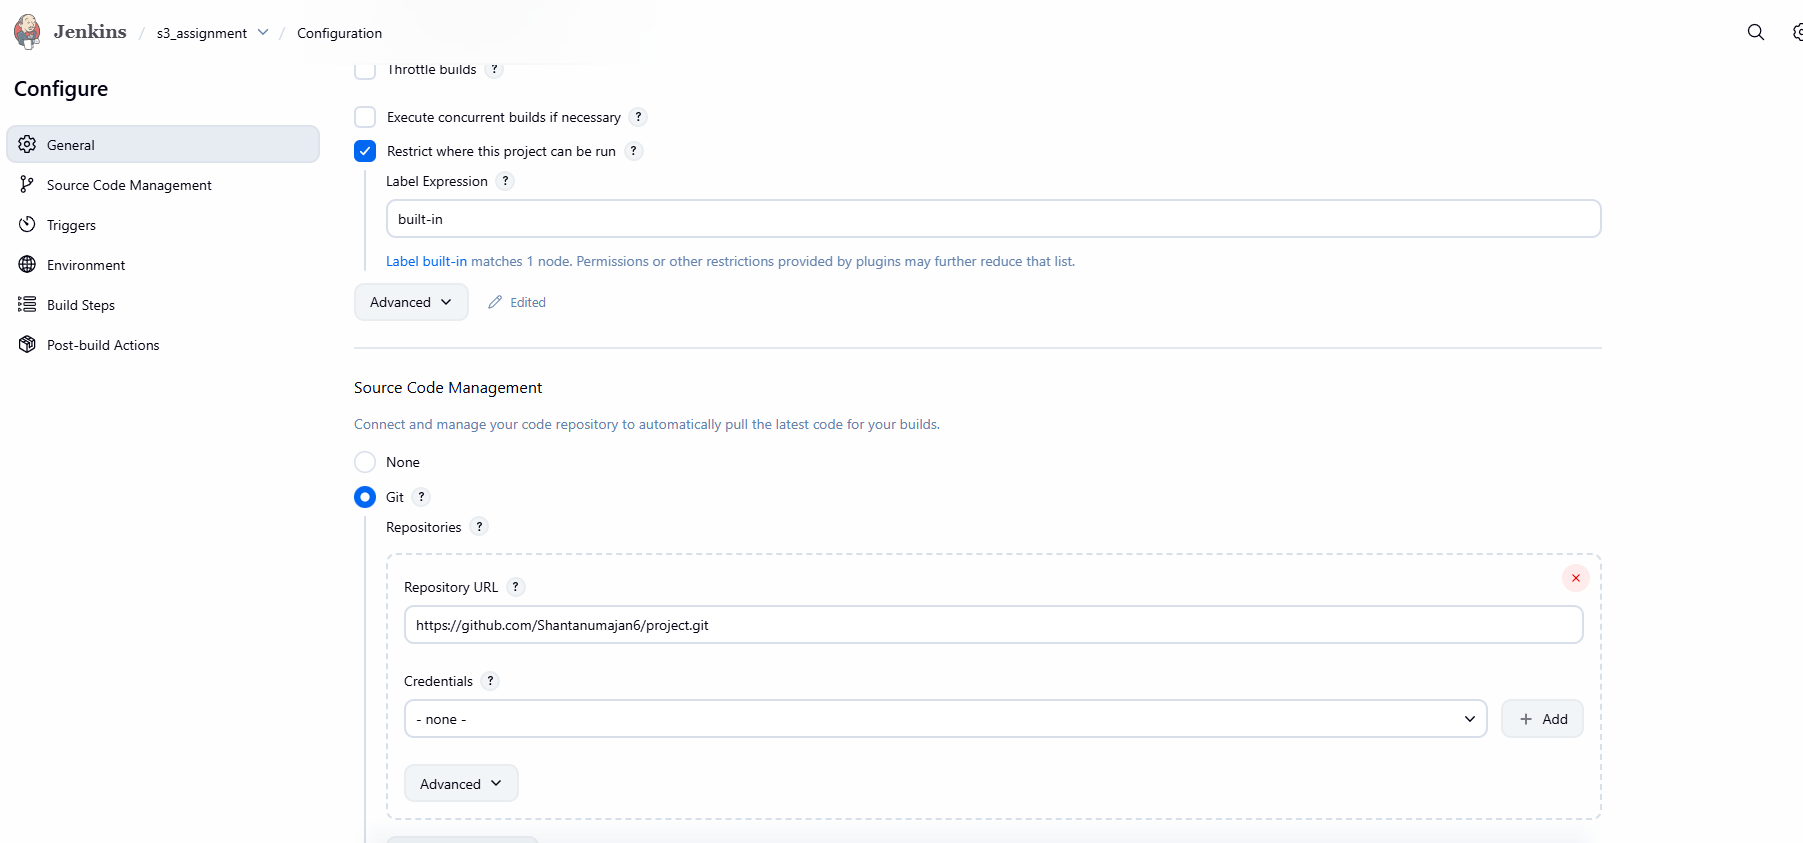 Jenkins / s3_assignment / Configuration
Configure
General
Source Code Management
Triggers
Environment
Build Steps
Post-build Actions
Throttle builds ?
Execute concurrent builds if necessary ?
Restrict where this project can be run ?
Label Expression ?
built-in
Label built-in matches 1 node. Permissions or other restrictions provided by plugins may further reduce that list.
Advanced Edited
Source Code Management
Connect and manage your code repository to automatically pull the latest code for your builds.
None
Git ?
Repositories ?
Repository URL ?
https://github.com/Shantanumajan6/project.git
Credentials ?
- none - + Add
Advanced